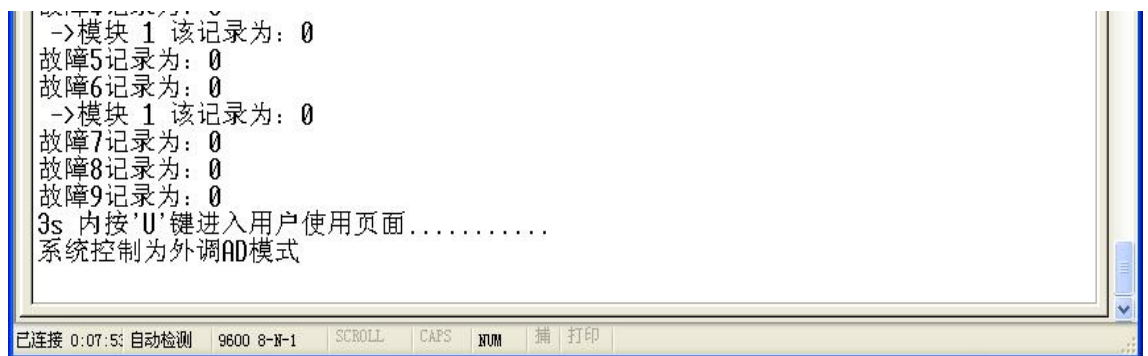 ->模块 1 该记录为: 0
故障5记录为: 0
故障6记录为: 0
->模块 1 该记录为: 0
故障7记录为: 0
故障8记录为: 0
故障9记录为: 0
3s 内按'U'键进入用户使用页面...........
系统控制为外调AD模式
已连接 0:07:53 自动检测 9600 8-N-1 SCROLL CAPS NUM 捕 打印